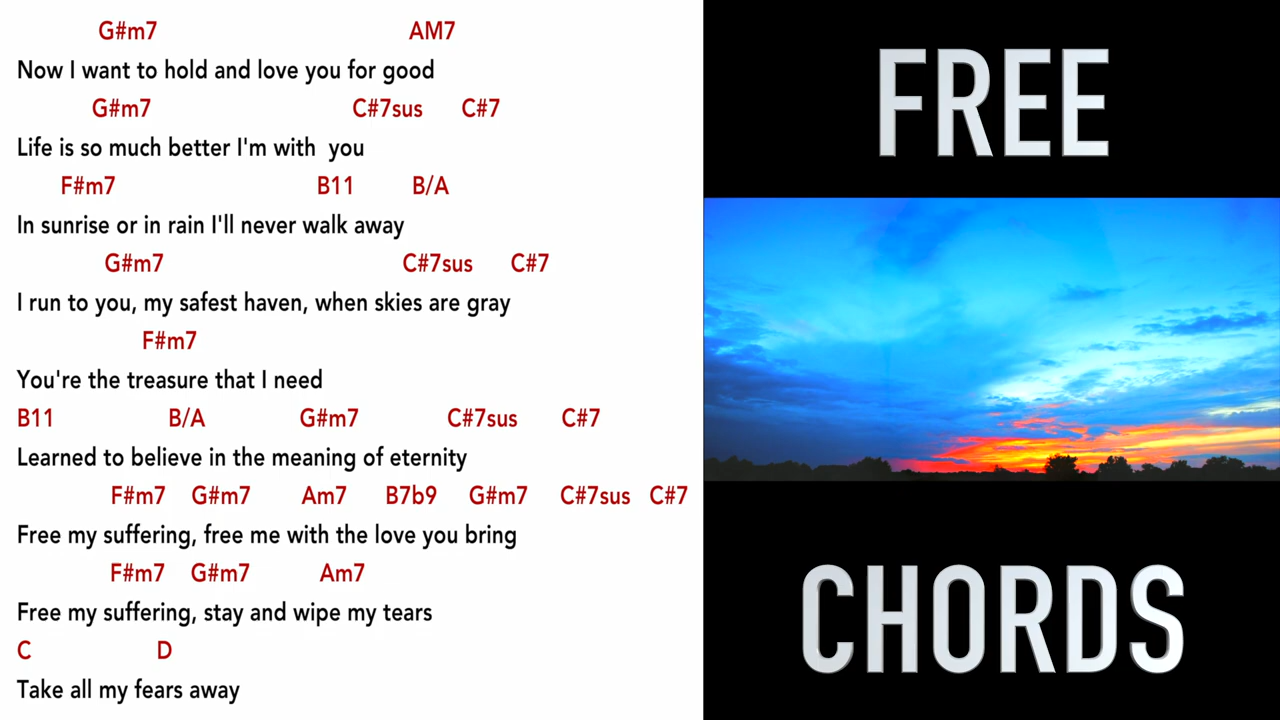 G#m7 AM7
Now I want to hold and love you for good
G#m7 C#7sus C#7
Life is so much better I'm with  you
F#m7 B11 B/A
In sunrise or in rain I'll never walk away
G#m7 C#7sus C#7
I run to you, my safest haven, when skies are gray
F#m7
You're the treasure that I need
B11 B/A G#m7 C#7sus C#7
Learned to believe in the meaning of eternity
F#m7 G#m7 Am7 B7b9 G#m7 C#7sus C#7
Free my suffering, free me with the love you bring
F#m7 G#m7 Am7
Free my suffering, stay and wipe my tears
C D
Take all my fears away
FREE
CHORDS